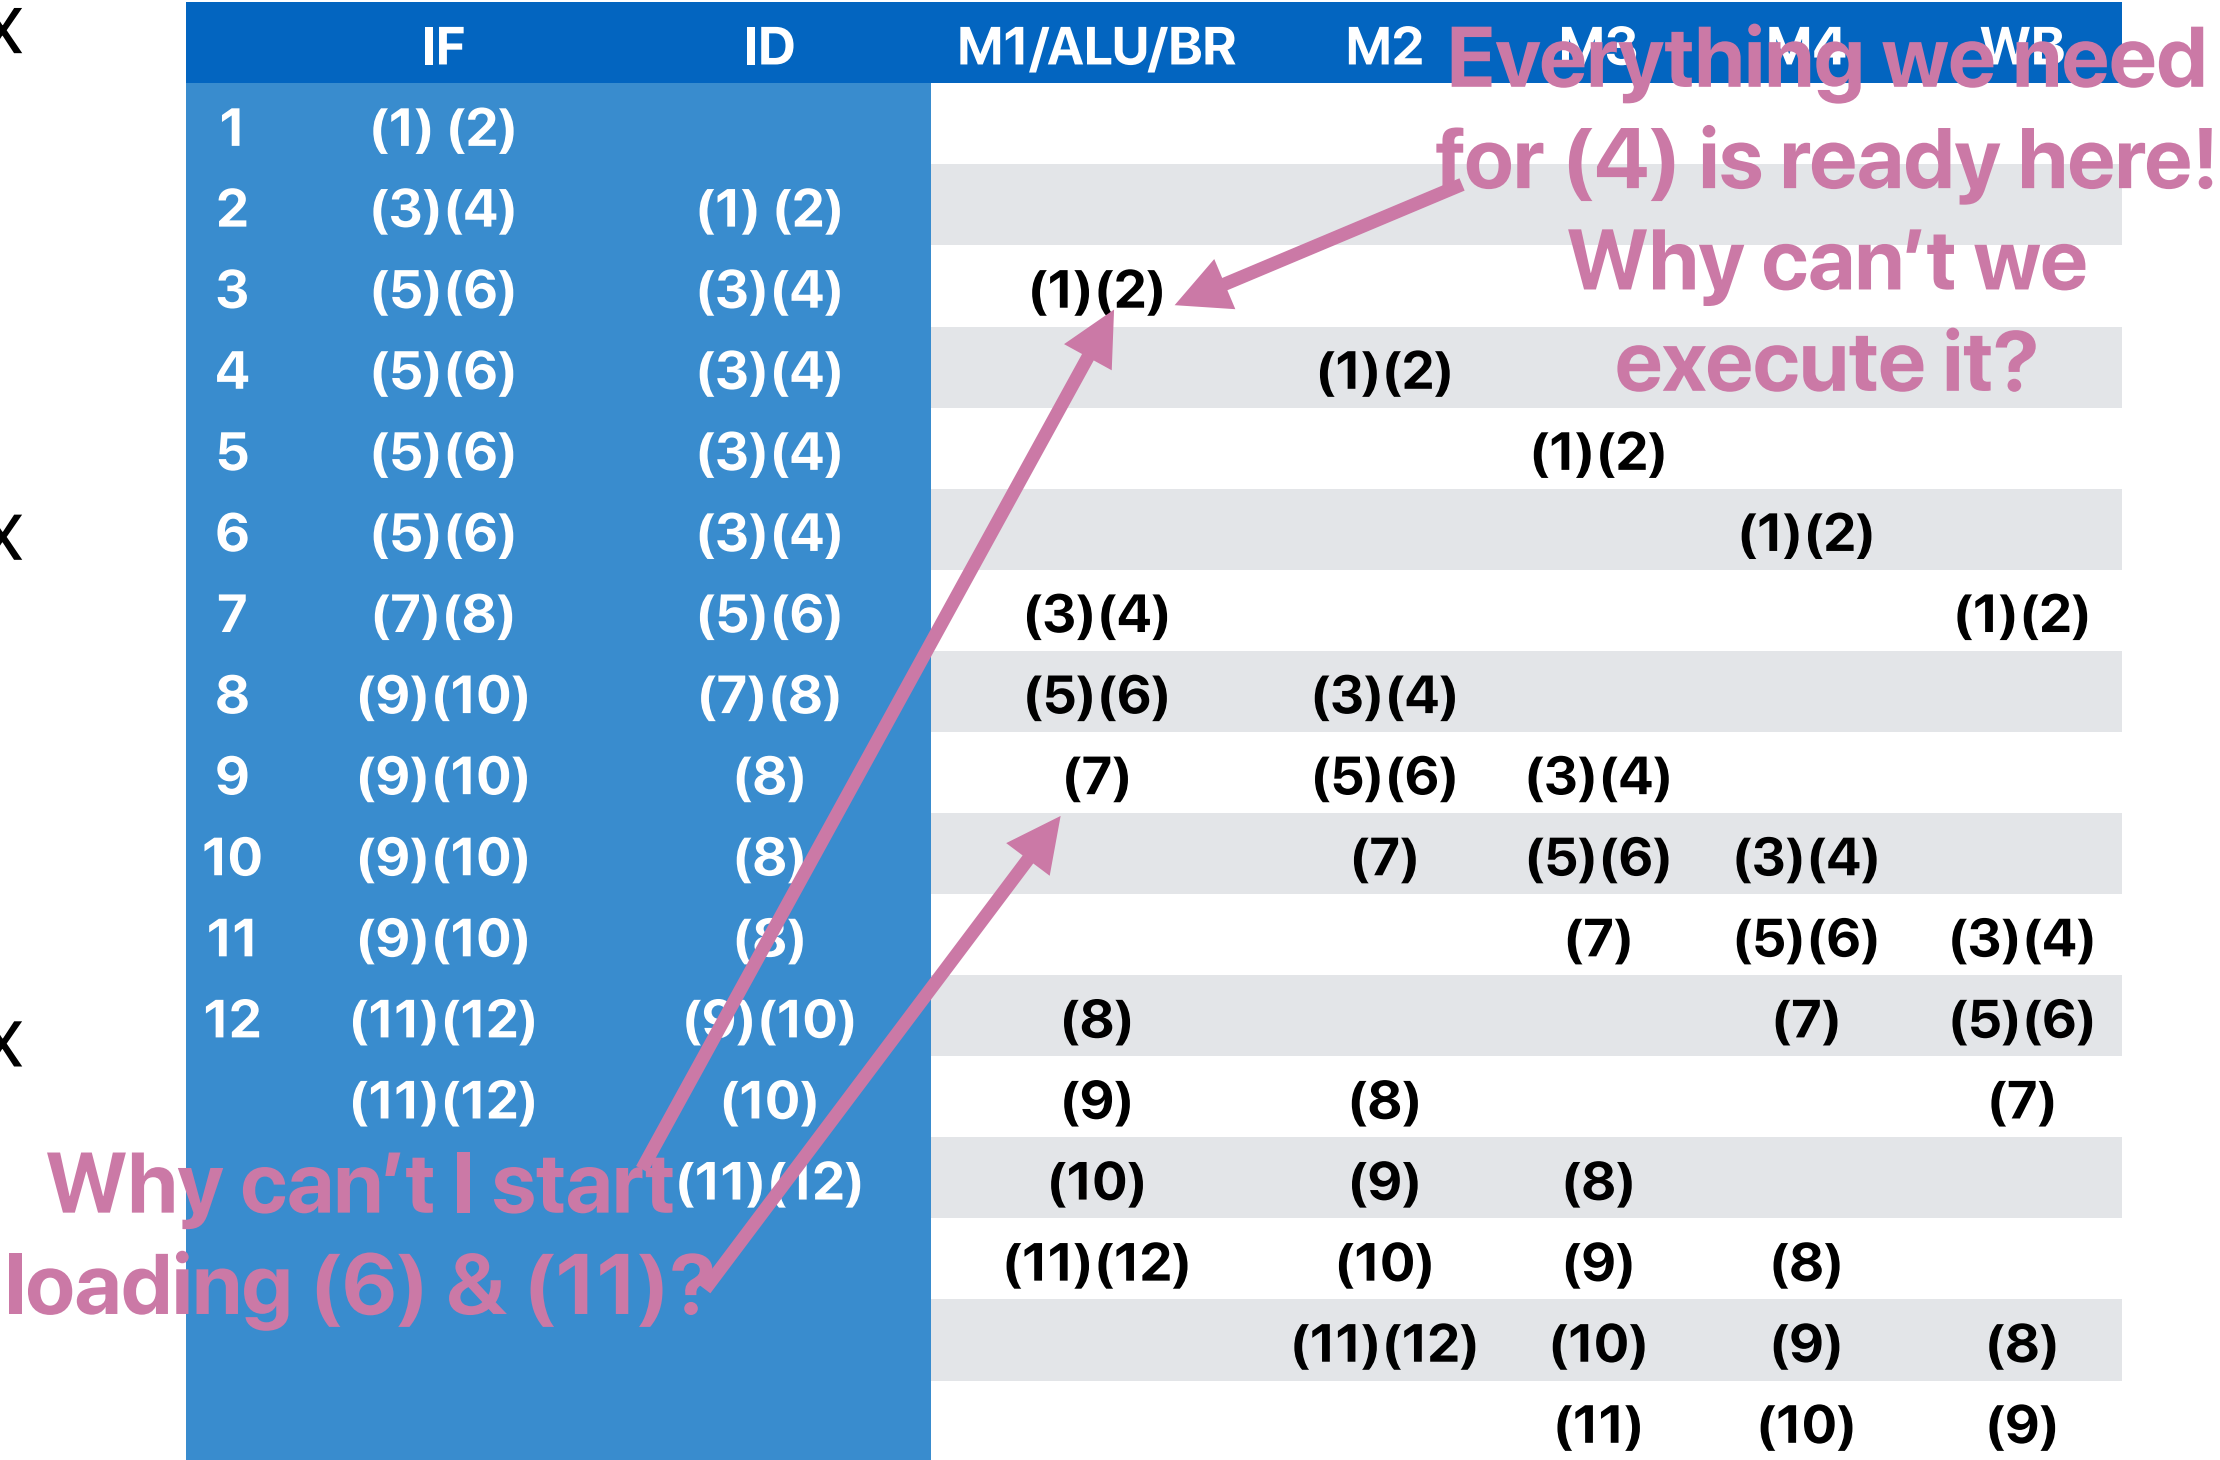 X
IF ID M1/ALU/BR M2 M3 M4 WB
Everything we need
for (4) is ready here!
Why can't we
execute it?
1 (1) (2)
2 (3)(4) (1) (2)
3 (5)(6) (3)(4) (1)(2)
4 (5)(6) (3)(4) (1)(2)
5 (5)(6) (3)(4) (1)(2)
X
6 (5)(6) (3)(4) (1)(2)
7 (7)(8) (5)(6) (3)(4) (1)(2)
8 (9)(10) (7)(8) (5)(6) (3)(4)
9 (9)(10) (8) (7) (5)(6) (3)(4)
10 (9)(10) (8) (7) (5)(6) (3)(4)
11 (9)(10) (8) (7) (5)(6) (3)(4)
12 (11)(12) (9)(10) (8) (7) (5)(6)
X
(11)(12) (10) (9) (8) (7)
(11)(12) (10) (9) (8)
Why can't I start
loading (6) & (11)?
(11)(12) (10) (9) (8)
(11)(12) (10) (9) (8)
(11) (10) (9)